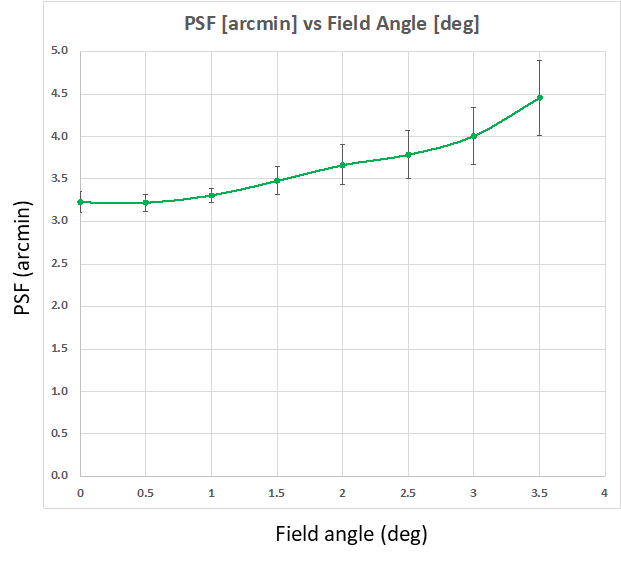 PSF [arcmin] vs Field Angle [deg]
5.0
4.5
4.0
3.5
3.0
2.5
2.0
1.5
1.0
0.5
0.0
PSF (arcmin)
0 0.5 1 1.5 2 2.5 3 3.5 4
Field angle (deg)